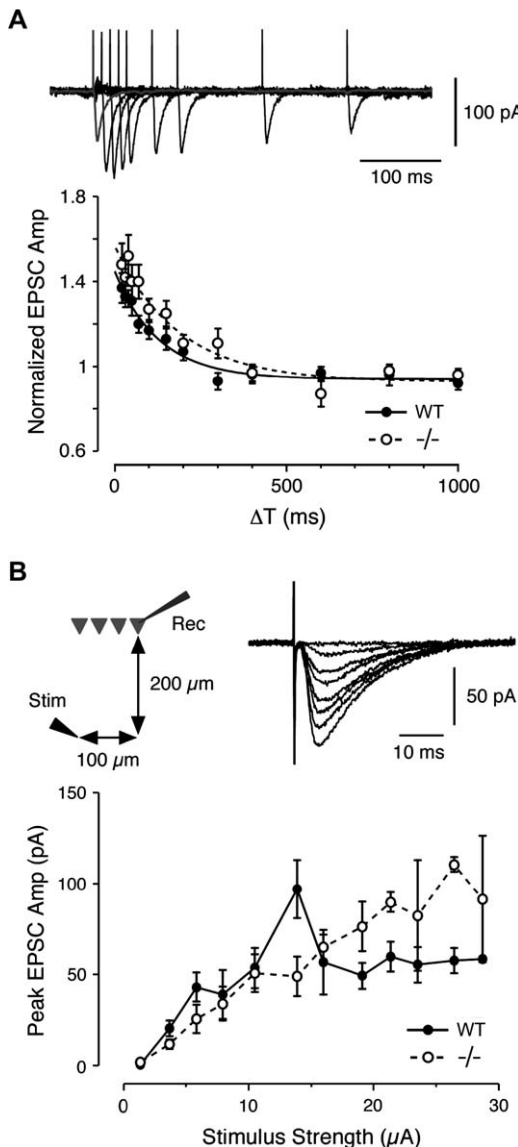 A
100 pA
100 ms
1.8
1.4
1
0.6
Normalized EPSC Amp
WT
-/-
0
500
1000
ΔT (ms)
B
Rec
Stim
200 µm
100 µm
50 pA
10 ms
150
100
50
0
Peak EPSC Amp (pA)
WT
-/-
0
10
20
30
Stimulus Strength (µA)